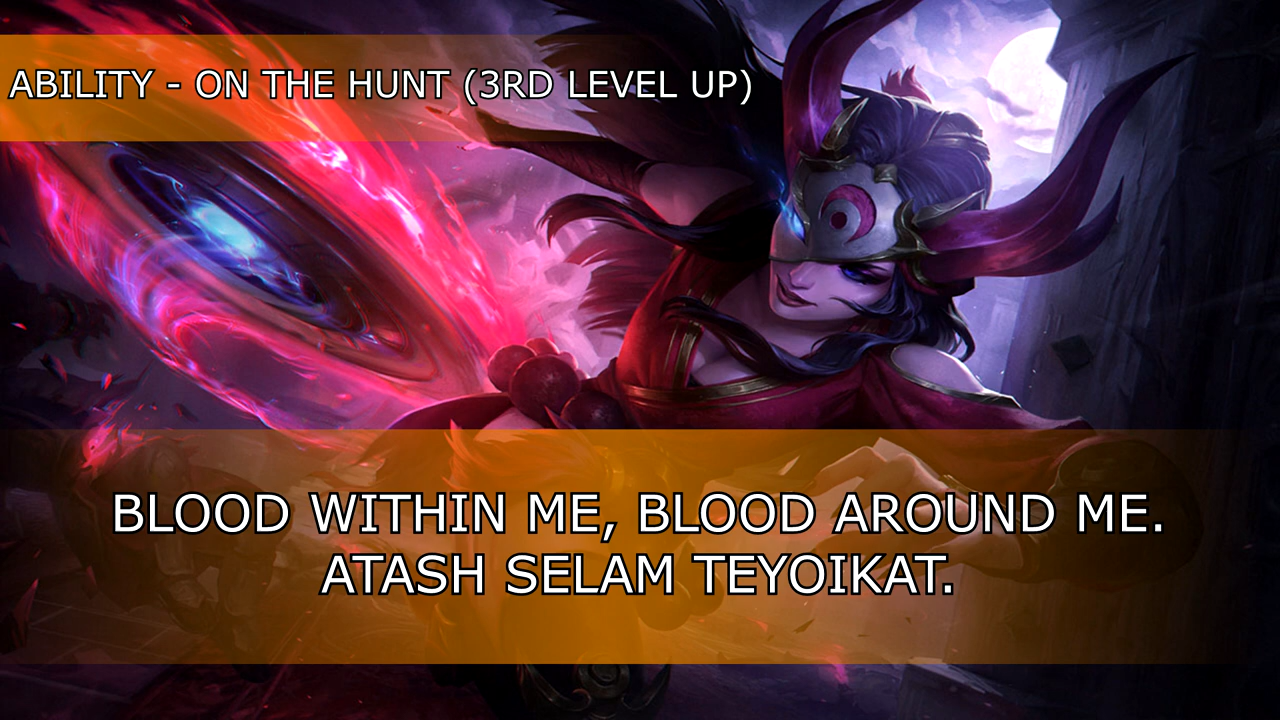 ABILITY - ON THE HUNT (3RD LEVEL UP)
BLOOD WITHIN ME, BLOOD AROUND ME.
ATASH SELAM TEYOIKAT.